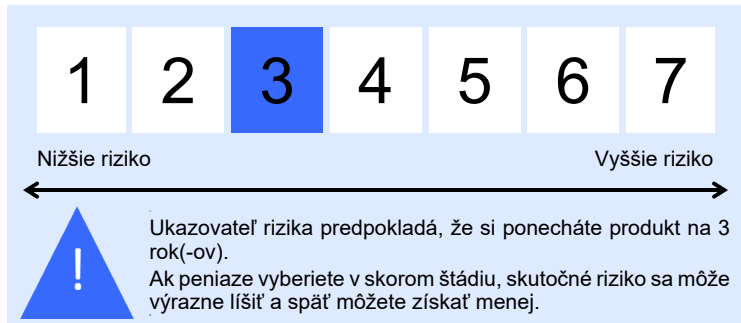 1 2 3 4 5 6 7
Nižšie riziko Vyššie riziko
!
Ukazovateľ rizika predpokladá, že si ponecháte produkt na 3
rok(-ov).
Ak peniaze vyberiete v skorom štádiu, skutočné riziko sa môže
výrazne líšiť a späť môžete získať menej.